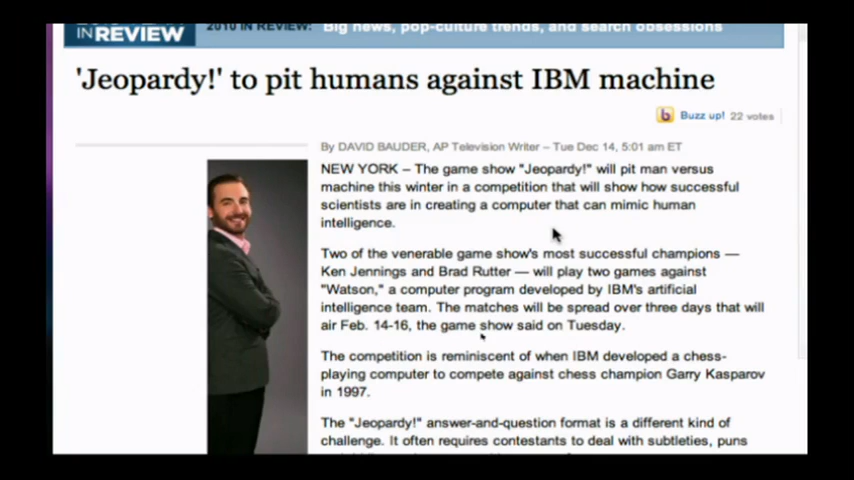 IN REVIEW
2010 IN REVIEW: Big news, pop-culture trends, and search obsessions
'Jeopardy!' to pit humans against IBM machine
Buzz up! 22 votes
By DAVID BAUDER, AP Television Writer – Tue Dec 14, 5:01 am ET
NEW YORK – The game show "Jeopardy!" will pit man versus
machine this winter in a competition that will show how successful
scientists are in creating a computer that can mimic human
intelligence.
Two of the venerable game show's most successful champions —
Ken Jennings and Brad Rutter — will play two games against
"Watson," a computer program developed by IBM's artificial
intelligence team. The matches will be spread over three days that will
air Feb. 14-16, the game show said on Tuesday.
The competition is reminiscent of when IBM developed a chess-
playing computer to compete against chess champion Garry Kasparov
in 1997.
The "Jeopardy!" answer-and-question format is a different kind of
challenge. It often requires contestants to deal with subtleties, puns